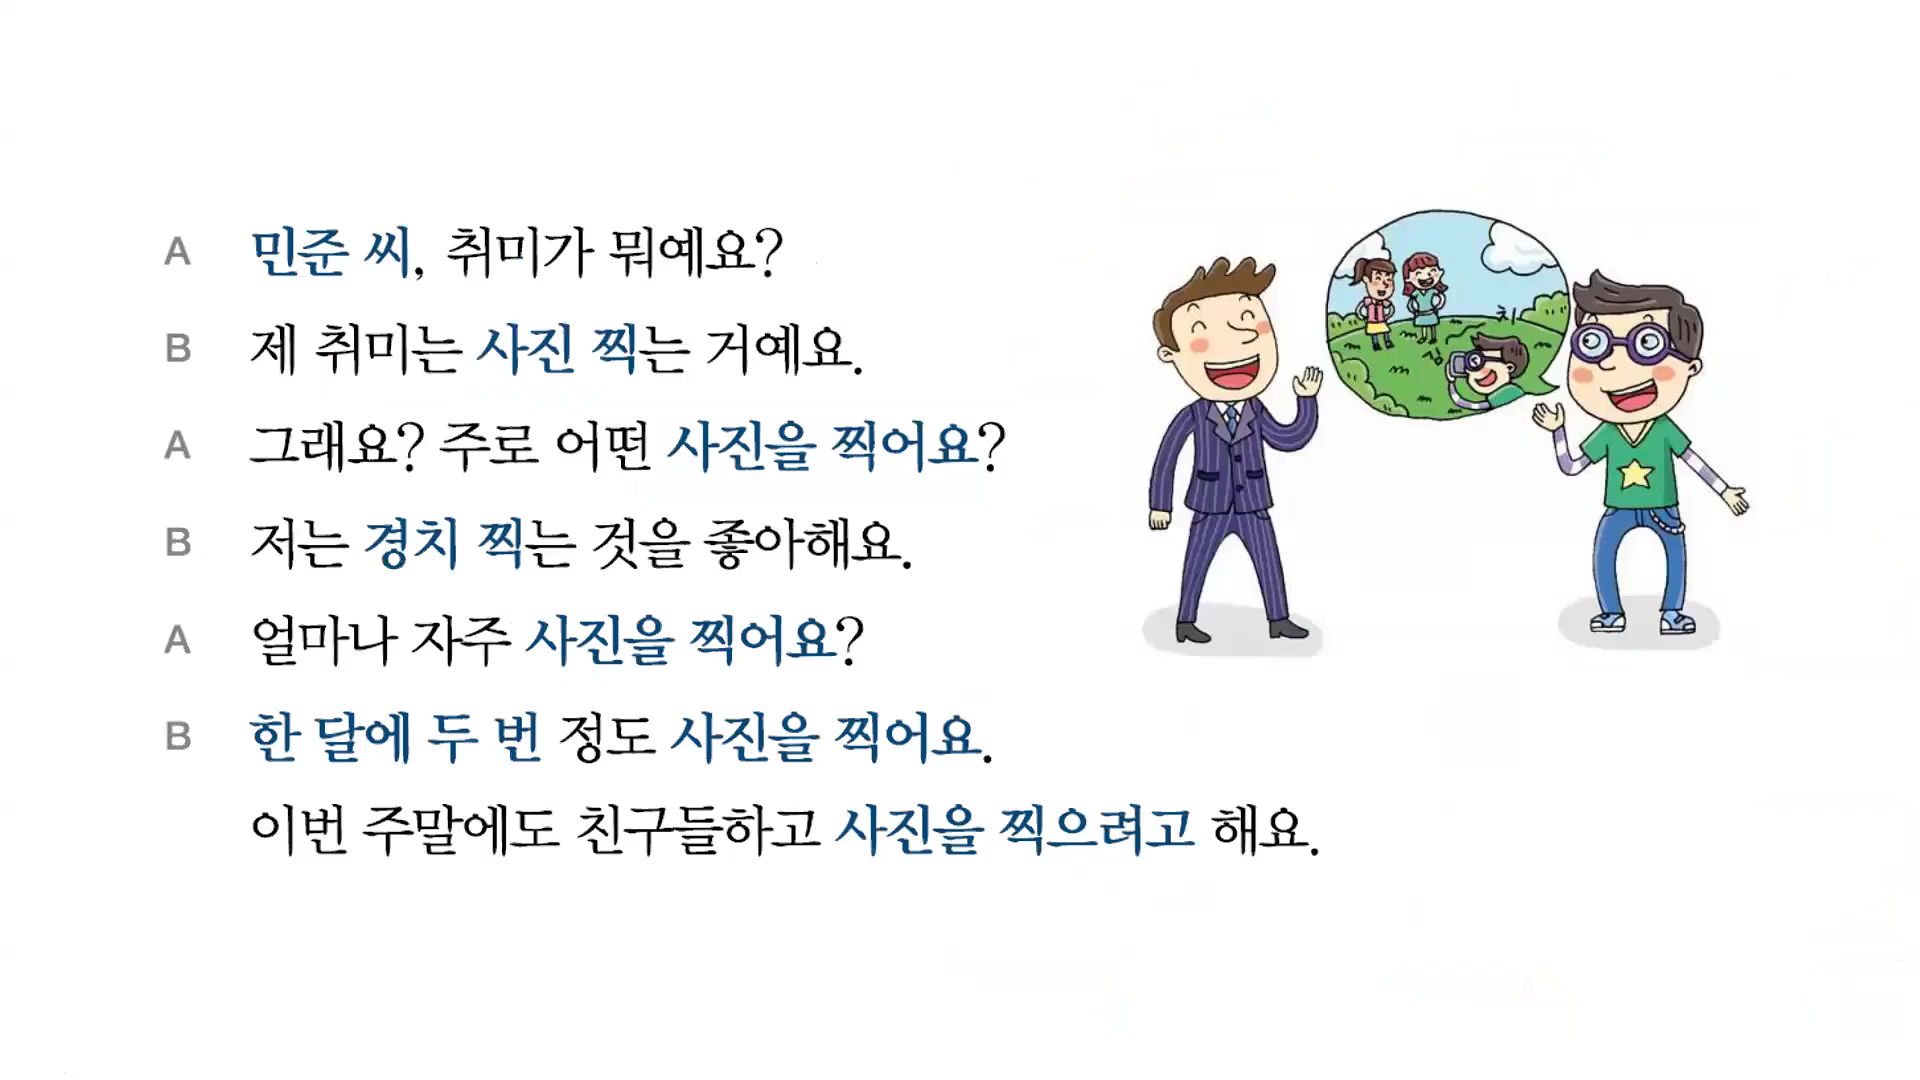 A 민준 씨, 취미가 뭐예요?
B 제 취미는 사진 찍는 거예요.
A 그래요? 주로 어떤 사진을 찍어요?
B 저는 경치 찍는 것을 좋아해요.
A 얼마나 자주 사진을 찍어요?
B 한 달에 두 번 정도 사진을 찍어요.
이번 주말에도 친구들하고 사진을 찍으려고 해요.